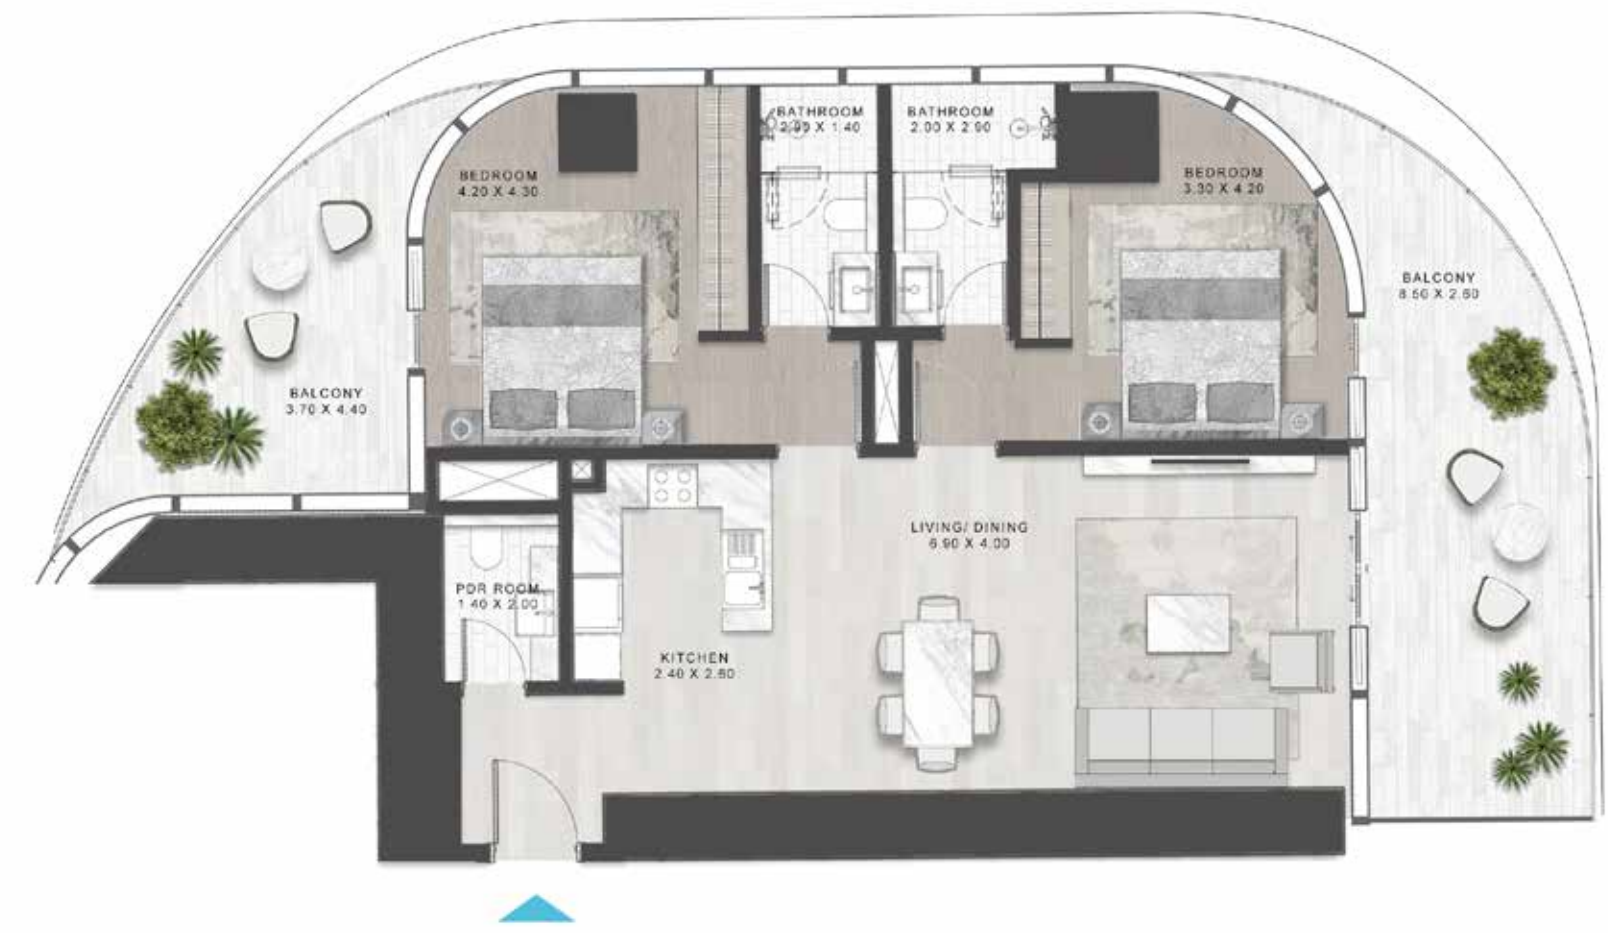 BATHROOM
2.90 X 1.40
BATHROOM
2.00 X 2.90
BEDROOM
4.20 X 4.30
BEDROOM
3.30 X 4.20
BALCONY
8.50 X 2.60
BALCONY
3.70 X 4.40
LIVING/ DINING
6.90 X 4.00
PDR ROOM
1.40 X 2.00
KITCHEN
2.40 X 2.60